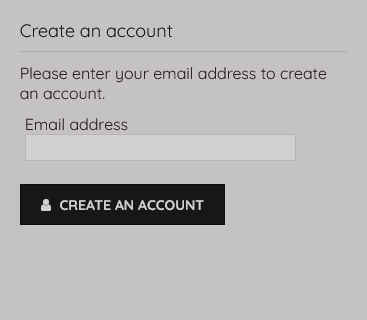 Create an account
Please enter your email address to create
an account.
Email address
CREATE AN ACCOUNT